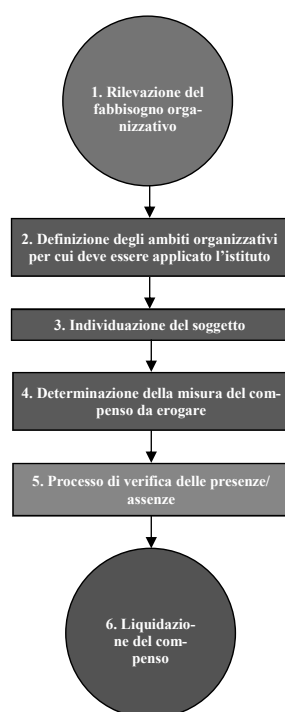 1. Rilevazione del
fabbisogno orga-
nizzativo
2. Definizione degli ambiti organizzativi
per cui deve essere applicato l’istituto
3. Individuazione del soggetto
4. Determinazione della misura del com-
penso da erogare
5. Processo di verifica delle presenze/
assenze
6. Liquidazio-
ne del com-
penso